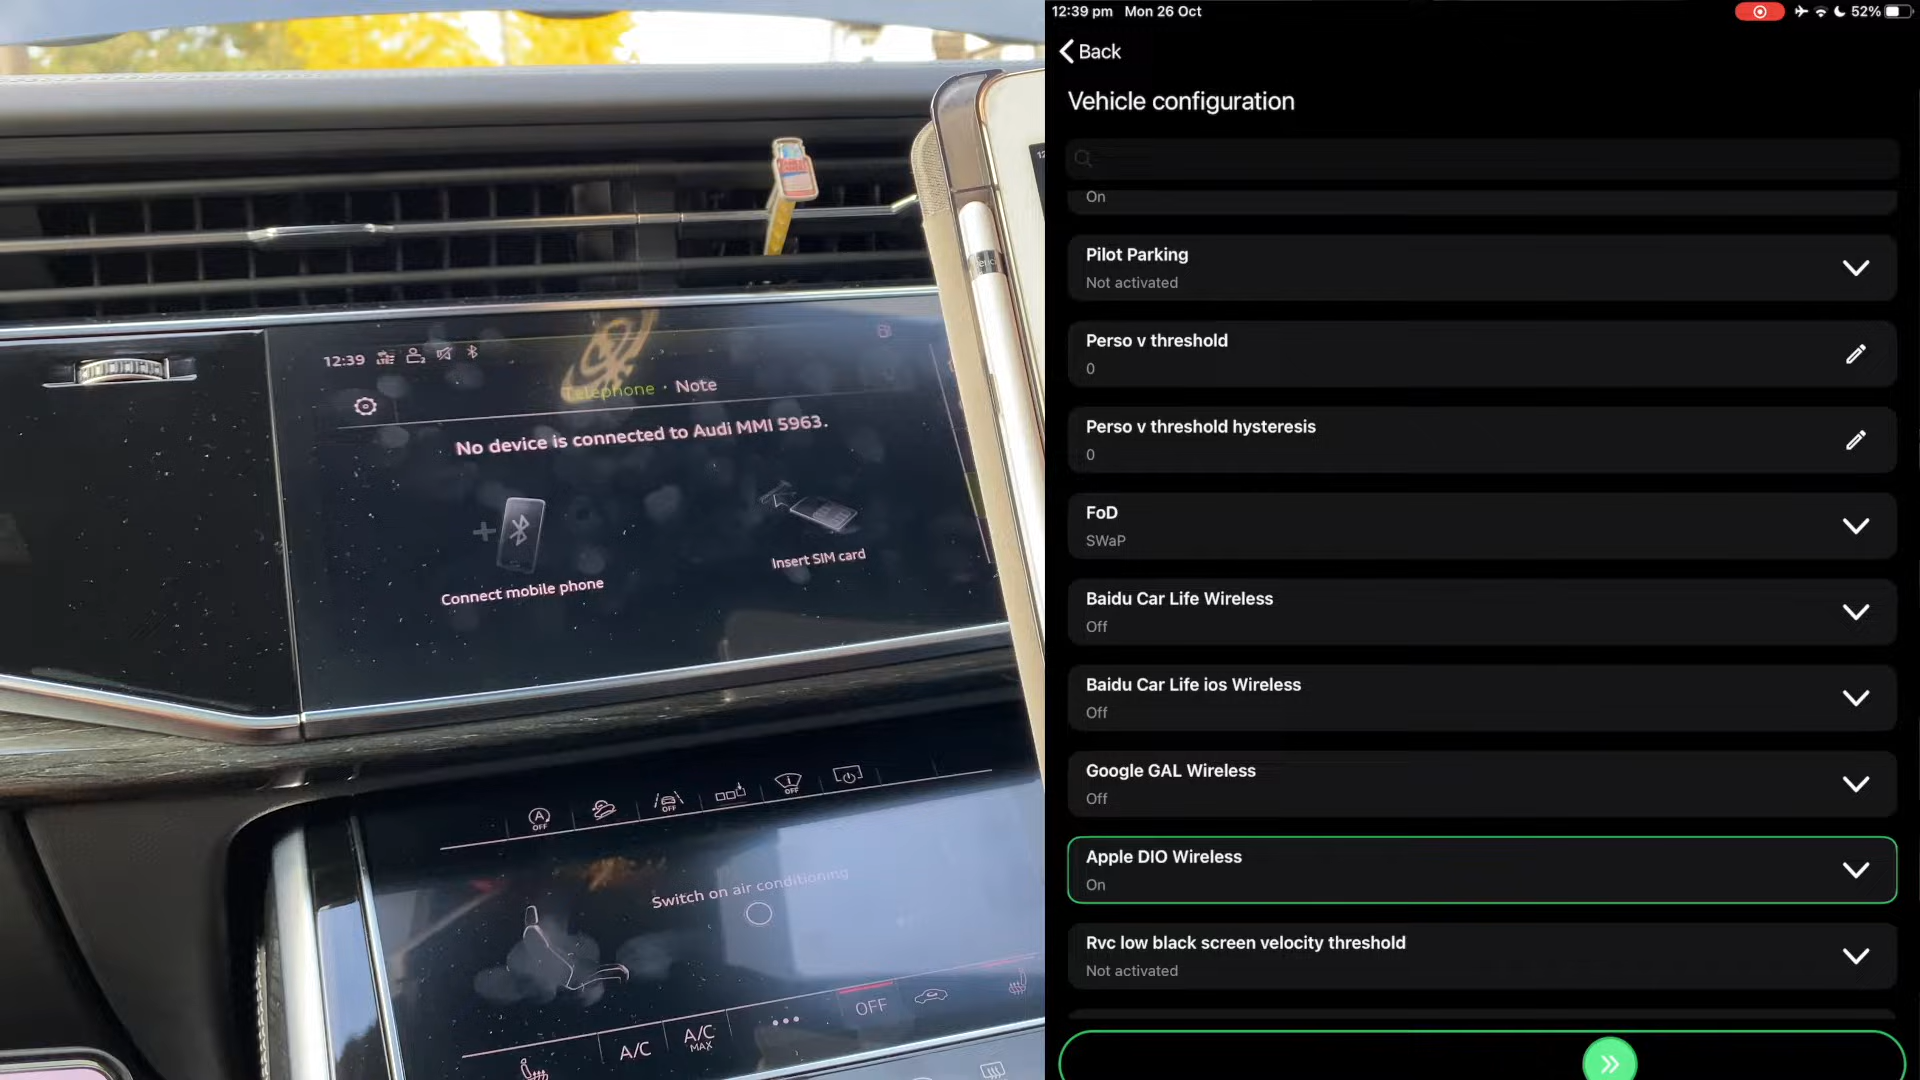 12:39
Telephone · Note
No device is connected to Audi MMI 5963.
Connect mobile phone
Insert SIM card
A
OFF
OFF
OFF
Switch on air conditioning
A/C
A/C
MAX
OFF
12:39 pm Mon 26 Oct
52%
Back
Vehicle configuration
On
Pilot Parking
Not activated
Perso v threshold
0
Perso v threshold hysteresis
0
FoD
SWaP
Baidu Car Life Wireless
Off
Baidu Car Life ios Wireless
Off
Google GAL Wireless
Off
Apple DIO Wireless
On
Rvc low black screen velocity threshold
Not activated